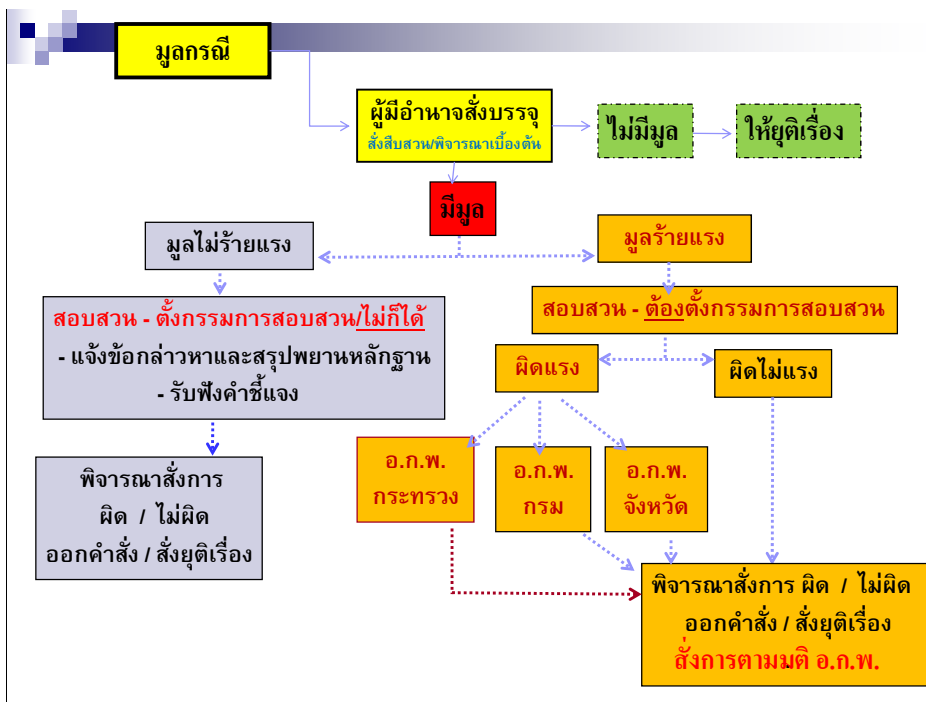 มูลกรณี
ผู้มีอำนาจสั่งบรรจุ
สั่งสืบสวน/พิจารณาเบื้องต้น
ไม่มีมูล
ให้ยุติเรื่อง
มีมูล
มูลไม่ร้ายแรง
มูลร้ายแรง
สอบสวน - ตั้งกรรมการสอบสวน/ไม่ก็ได้
- แจ้งข้อกล่าวหาและสรุปพยานหลักฐาน
- รับฟังคำชี้แจง
สอบสวน - ต้องตั้งกรรมการสอบสวน
ผิดแรง
ผิดไม่แรง
พิจารณาสั่งการ
ผิด / ไม่ผิด
ออกคำสั่ง / สั่งยุติเรื่อง
อ.ก.พ.
กระทรวง
อ.ก.พ.
กรม
อ.ก.พ.
จังหวัด
พิจารณาสั่งการ ผิด / ไม่ผิด
ออกคำสั่ง / สั่งยุติเรื่อง
สั่งการตามมติ อ.ก.พ.